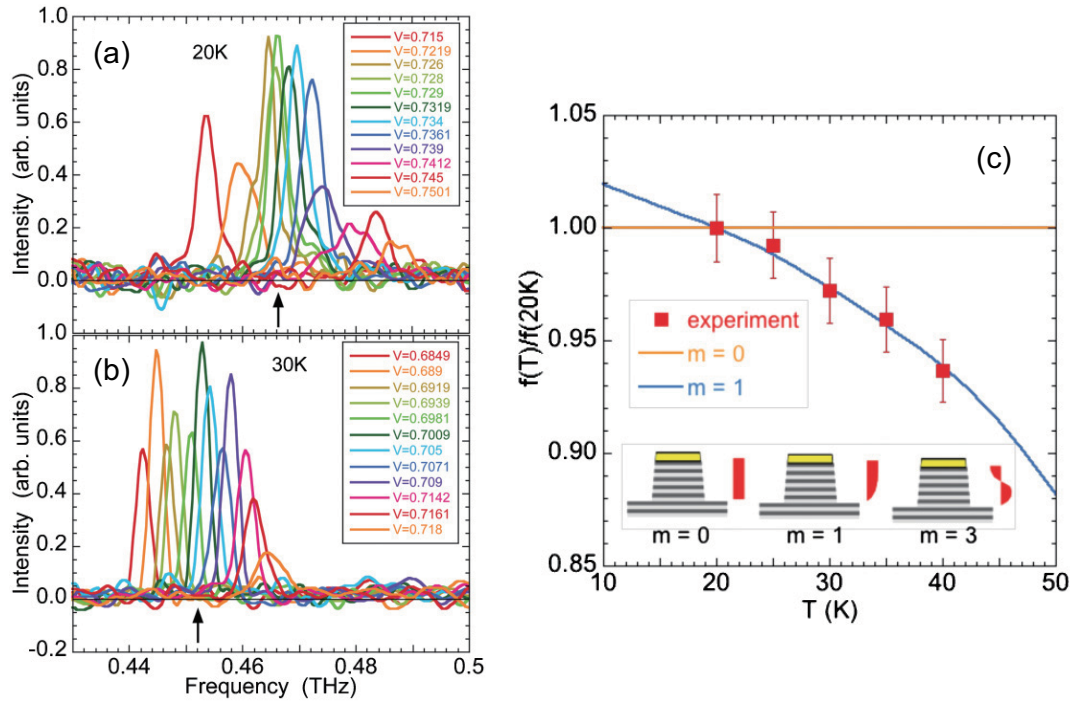 (a)
20K
V=0.715
V=0.7219
V=0.726
V=0.728
V=0.729
V=0.7319
V=0.734
V=0.7361
V=0.739
V=0.7412
V=0.745
V=0.7501
Intensity (arb. units)
1.0
0.8
0.6
0.4
0.2
0.0
(b)
30K
V=0.6849
V=0.689
V=0.6919
V=0.6939
V=0.6981
V=0.7009
V=0.705
V=0.7071
V=0.709
V=0.7142
V=0.7161
V=0.718
Intensity (arb. units)
1.0
0.8
0.6
0.4
0.2
0.0
-0.2
0.44 0.46 0.48 0.5
Frequency (THz)
(c)
f(T)/f(20K)
1.05
1.00
0.95
0.90
0.85
experiment
m = 0
m = 1
m = 0 m = 1 m = 3
10 20 30 40 50
T (K)